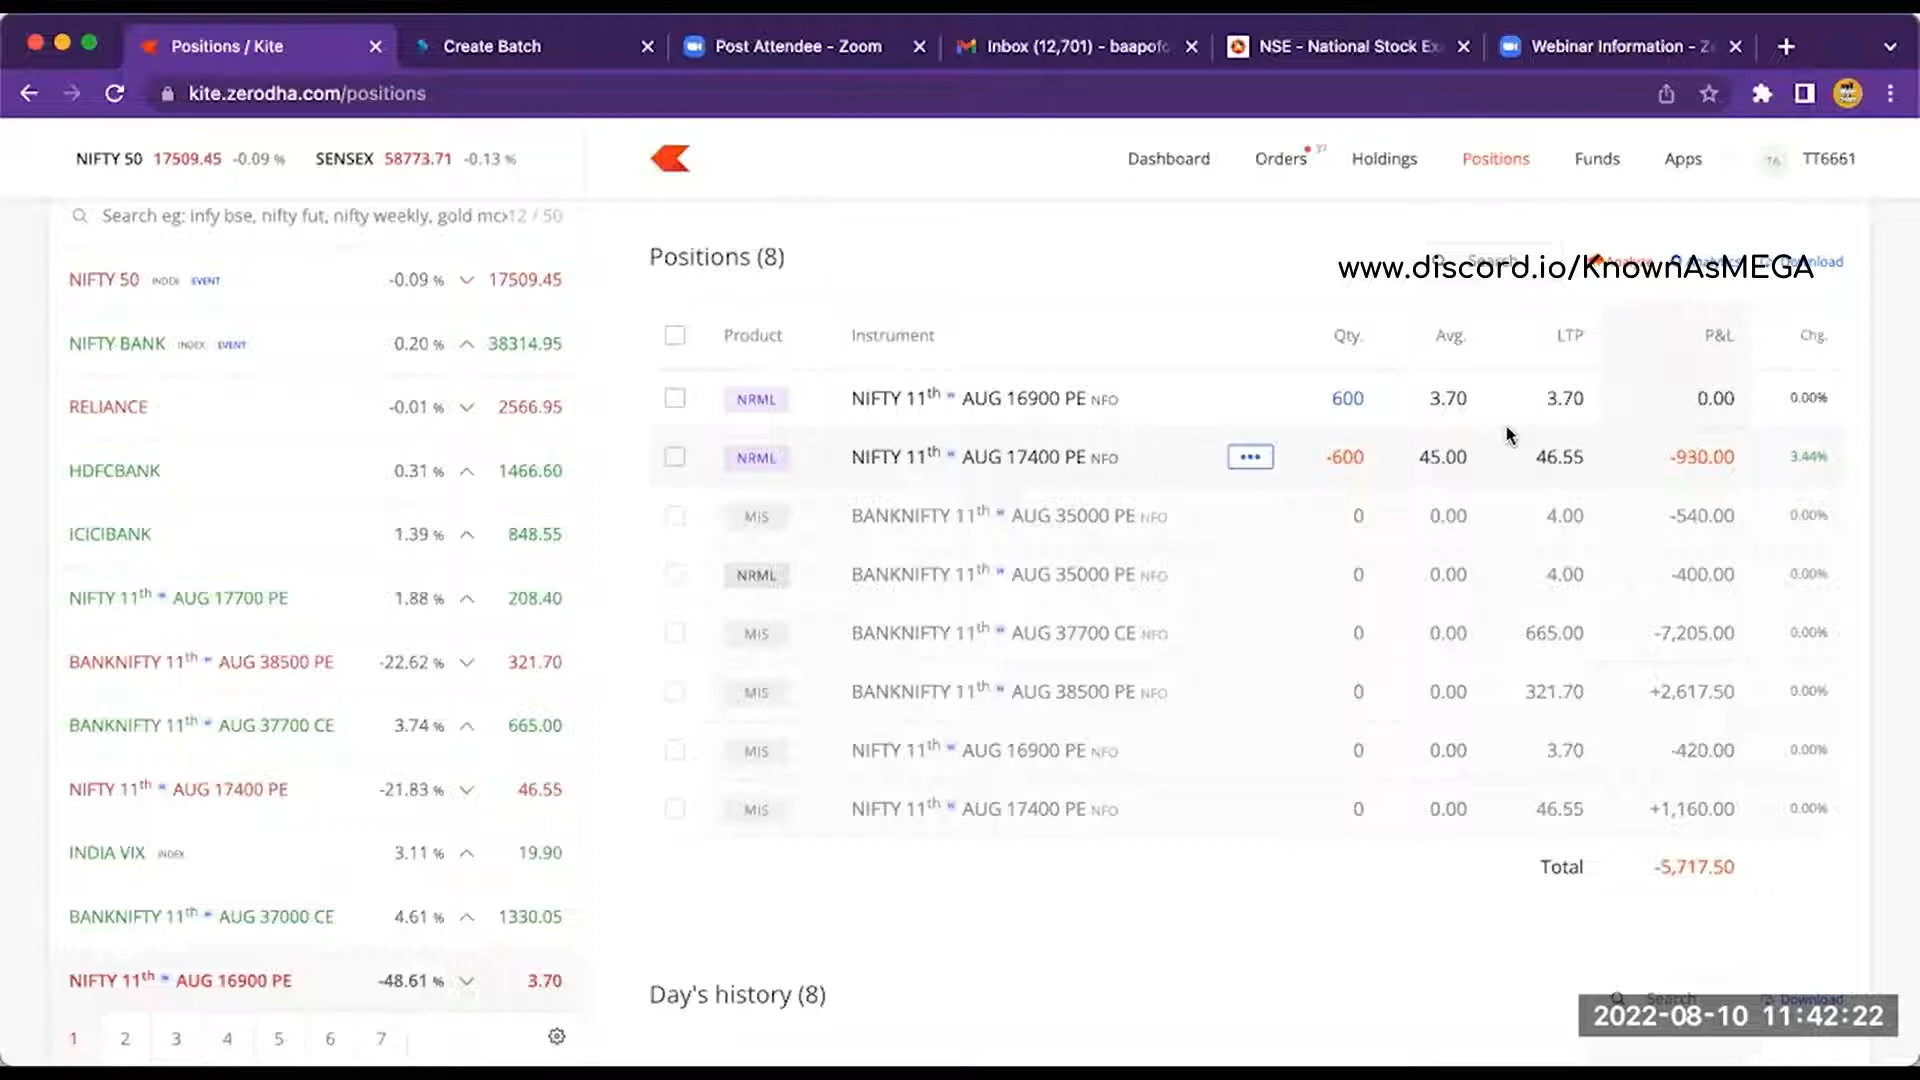 Positions / Kite
Create Batch
Post Attendee - Zoom
Inbox (12,701) - baapofc
NSE - National Stock Ex
Webinar Information - Z
kite.zerodha.com/positions
NIFTY 50 17509.45 -0.09 %
SENSEX 58773.71 -0.13 %
Dashboard
Orders
Holdings
Positions
Funds
Apps
TT6661
Search eg: infy bse, nifty fut, nifty weekly, gold mcx 12 / 50
NIFTY 50 INDEX EVENT -0.09 % 17509.45
NIFTY BANK INDEX EVENT 0.20 % 38314.95
RELIANCE -0.01 % 2566.95
HDFCBANK 0.31 % 1466.60
ICICIBANK 1.39 % 848.55
NIFTY 11th w AUG 17700 PE 1.88 % 208.40
BANKNIFTY 11th w AUG 38500 PE -22.62 % 321.70
BANKNIFTY 11th w AUG 37700 CE 3.74 % 665.00
NIFTY 11th w AUG 17400 PE -21.83 % 46.55
INDIA VIX INDEX 3.11 % 19.90
BANKNIFTY 11th w AUG 37000 CE 4.61 % 1330.05
NIFTY 11th w AUG 16900 PE -48.61 % 3.70
1 2 3 4 5 6 7
Positions (8)
www.discord.io/KnownAsMEGA
Product Instrument Qty. Avg. LTP P&L Chg.
NRML NIFTY 11th w AUG 16900 PE NFO 600 3.70 3.70 0.00 0.00%
NRML NIFTY 11th w AUG 17400 PE NFO ••• -600 45.00 46.55 -930.00 3.44%
MIS BANKNIFTY 11th w AUG 35000 PE NFO 0 0.00 4.00 -540.00 0.00%
NRML BANKNIFTY 11th w AUG 35000 PE NFO 0 0.00 4.00 -400.00 0.00%
MIS BANKNIFTY 11th w AUG 37700 CE NFO 0 0.00 665.00 -7,205.00 0.00%
MIS BANKNIFTY 11th w AUG 38500 PE NFO 0 0.00 321.70 +2,617.50 0.00%
MIS NIFTY 11th w AUG 16900 PE NFO 0 0.00 3.70 -420.00 0.00%
MIS NIFTY 11th w AUG 17400 PE NFO 0 0.00 46.55 +1,160.00 0.00%
Total -5,717.50
Day's history (8)
Search Download
2022-08-10 11:42:22